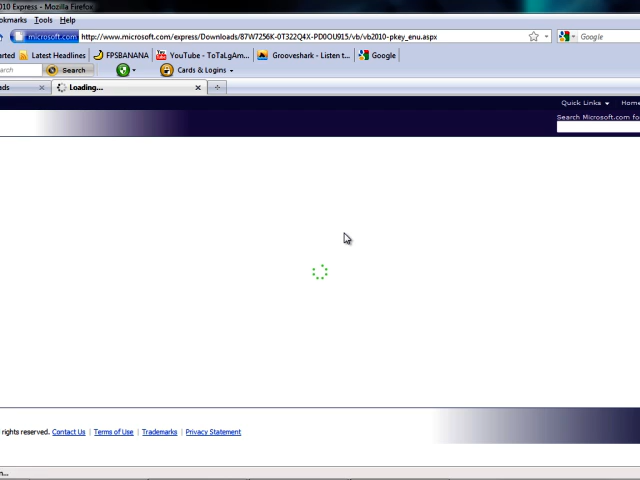 010 Express - Mozilla Firefox
okmarks Tools Help
microsoft.com http://www.microsoft.com/express/Downloads/87W7256K-0T322Q4X-PD0OU915/vb/vb2010-pkey_enu.aspx Google
arted Latest Headlines FPSBANANA YouTube - ToTaLgAm... Grooveshark - Listen t... Google
arch Search Cards & Logins
ads Loading...
Quick Links Home
Search Microsoft.com fo
rights reserved. Contact Us | Terms of Use | Trademarks | Privacy Statement
n...